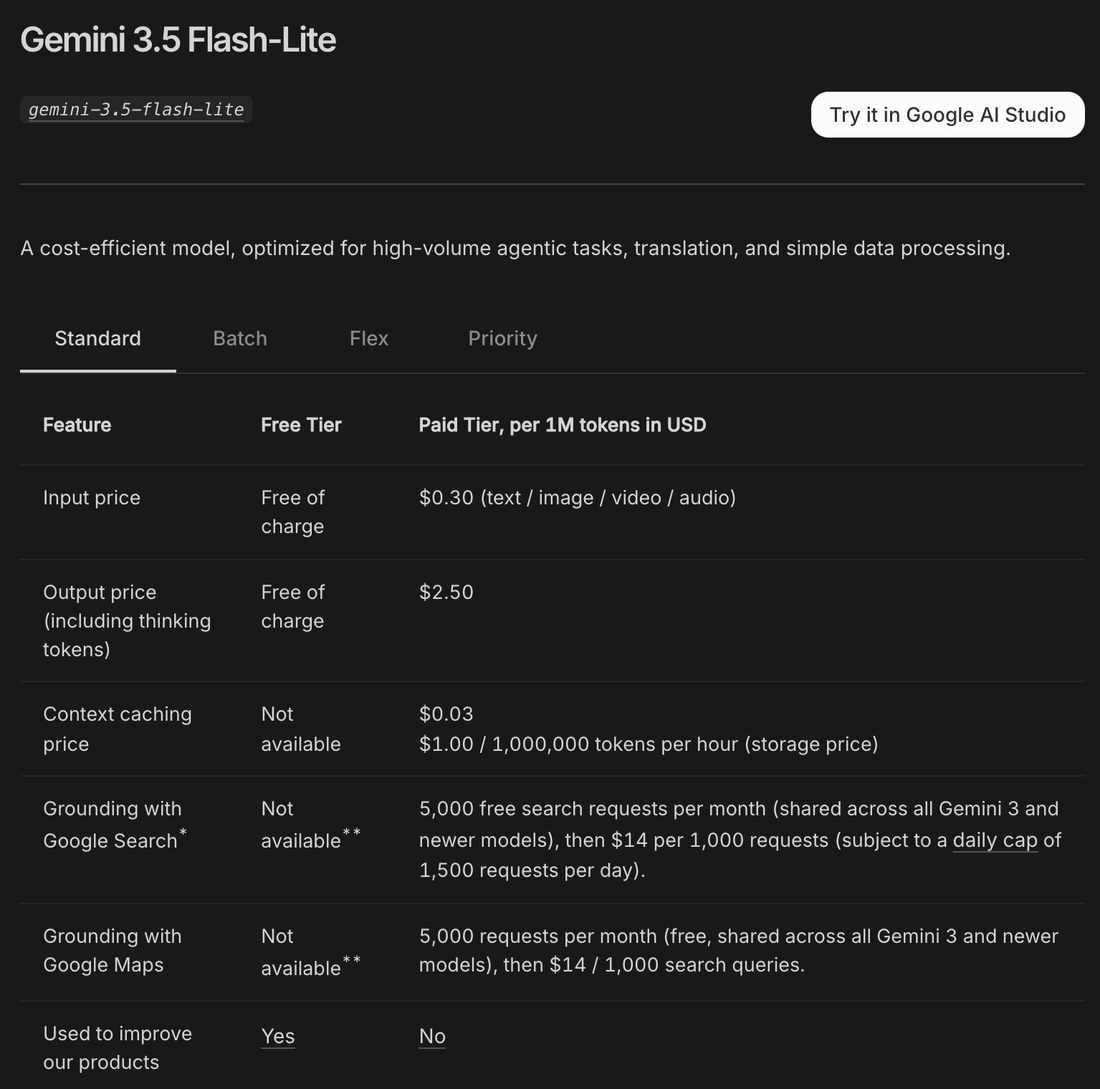 Gemini 3.5 Flash-Lite
gemini-3.5-flash-lite
Try it in Google AI Studio
A cost-efficient model, optimized for high-volume agentic tasks, translation, and simple data processing.
Standard Batch Flex Priority
Feature Free Tier Paid Tier, per 1M tokens in USD
Input price Free of $0.30 (text / image / video / audio)
charge
Output price Free of $2.50
(including thinking charge
tokens)
Context caching Not $0.03
price available $1.00 / 1,000,000 tokens per hour (storage price)
Grounding with Not 5,000 free search requests per month (shared across all Gemini 3 and
Google Search* available** newer models), then $14 per 1,000 requests (subject to a daily cap of
1,500 requests per day).
Grounding with Not 5,000 requests per month (free, shared across all Gemini 3 and newer
Google Maps available** models), then $14 / 1,000 search queries.
Used to improve Yes No
our products